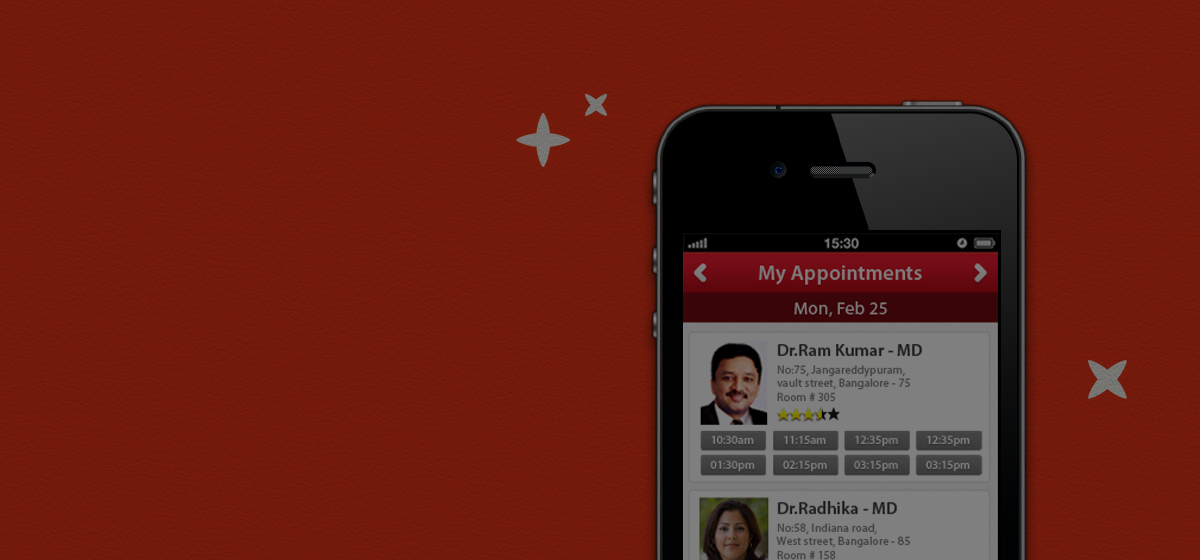 15:30
My Appointments
Mon, Feb 25
Dr.Ram Kumar - MD
No:75, Jangareddypuram,
vault street, Bangalore - 75
Room # 305
10:30am 11:15am 12:35pm 12:35pm
01:30pm 02:15pm 03:15pm 03:15pm
Dr.Radhika - MD
No:58, Indiana road,
West street, Bangalore - 85
Room # 158